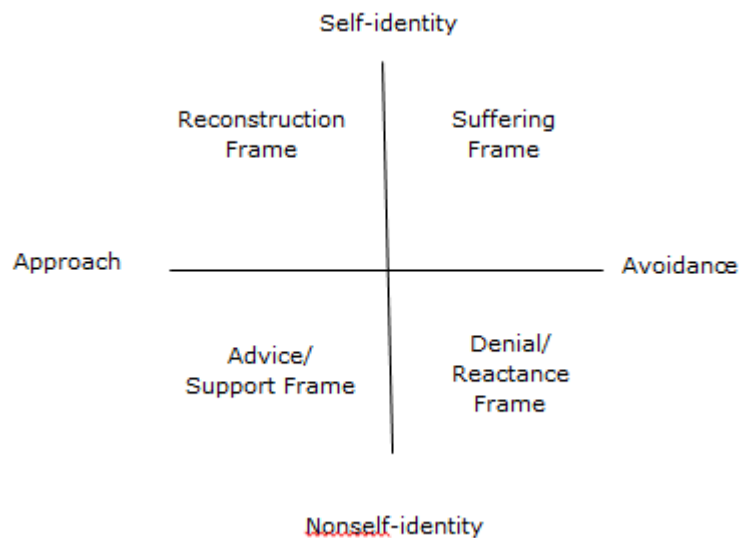 Self-identity
Reconstruction
Frame
Suffering
Frame
Approach
Avoidance
Advice/
Support Frame
Denial/
Reactance
Frame
Nonself-identity